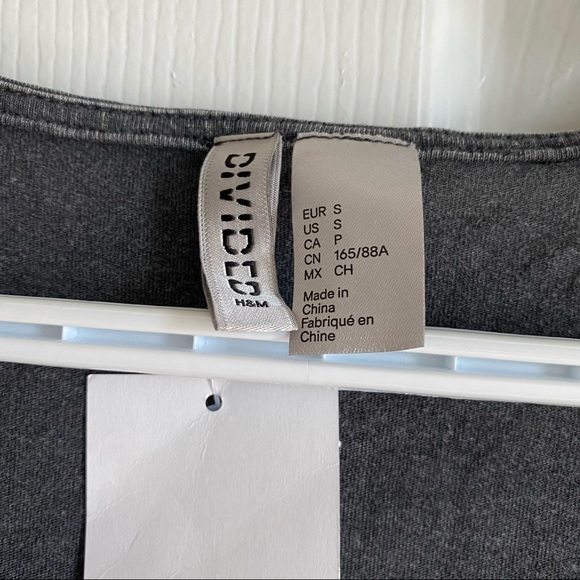 DIVIDED
H&M
EUR S
US S
CA P
CN 165/88A
MX CH
Made in
China
Fabriqué en
Chine